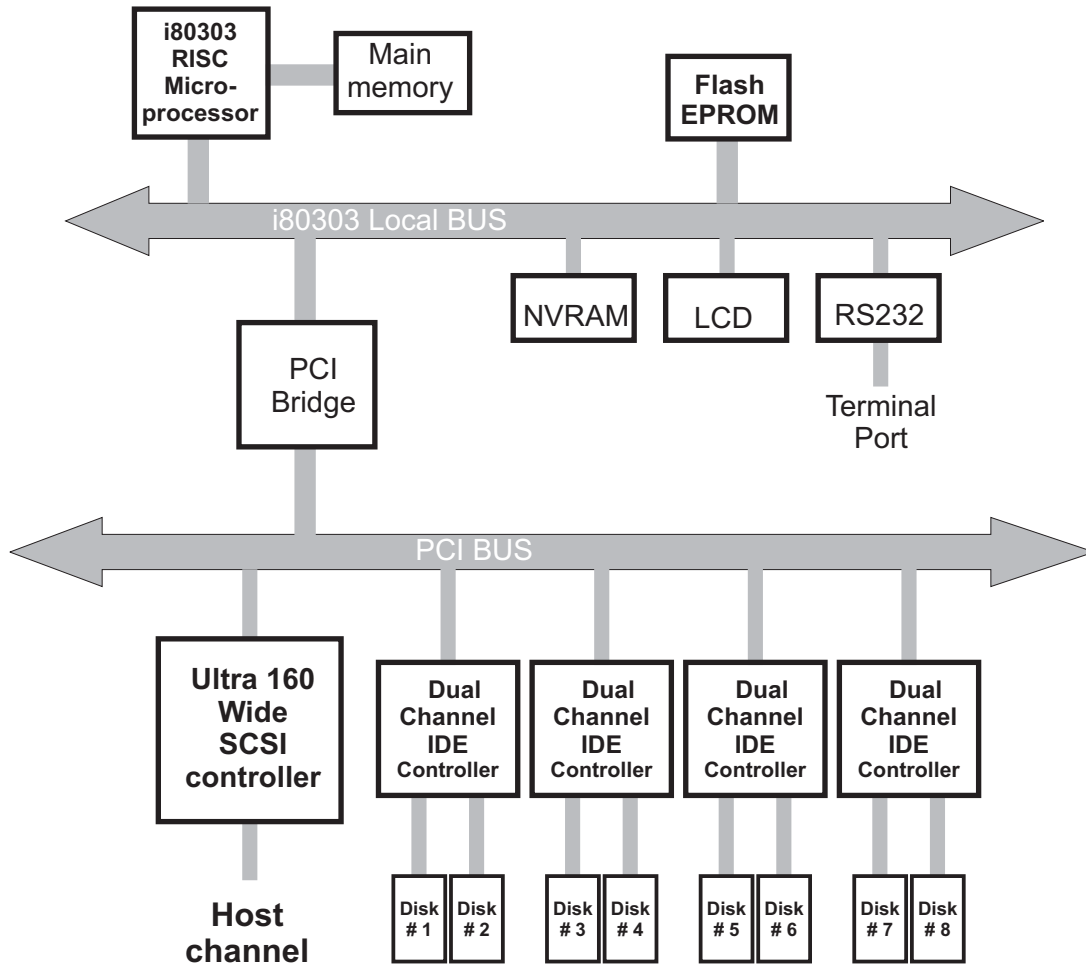 i80303
RISC
Micro-
processor
Main
memory
Flash
EPROM
i80303 Local BUS
NVRAM
LCD
RS232
PCI
Bridge
Terminal
Port
PCI BUS
Ultra 160
Wide
SCSI
controller
Dual
Channel
IDE
Controller
Dual
Channel
IDE
Controller
Dual
Channel
IDE
Controller
Dual
Channel
IDE
Controller
Host
channel
Disk
# 1
Disk
# 2
Disk
# 3
Disk
# 4
Disk
# 5
Disk
# 6
Disk
# 7
Disk
# 8